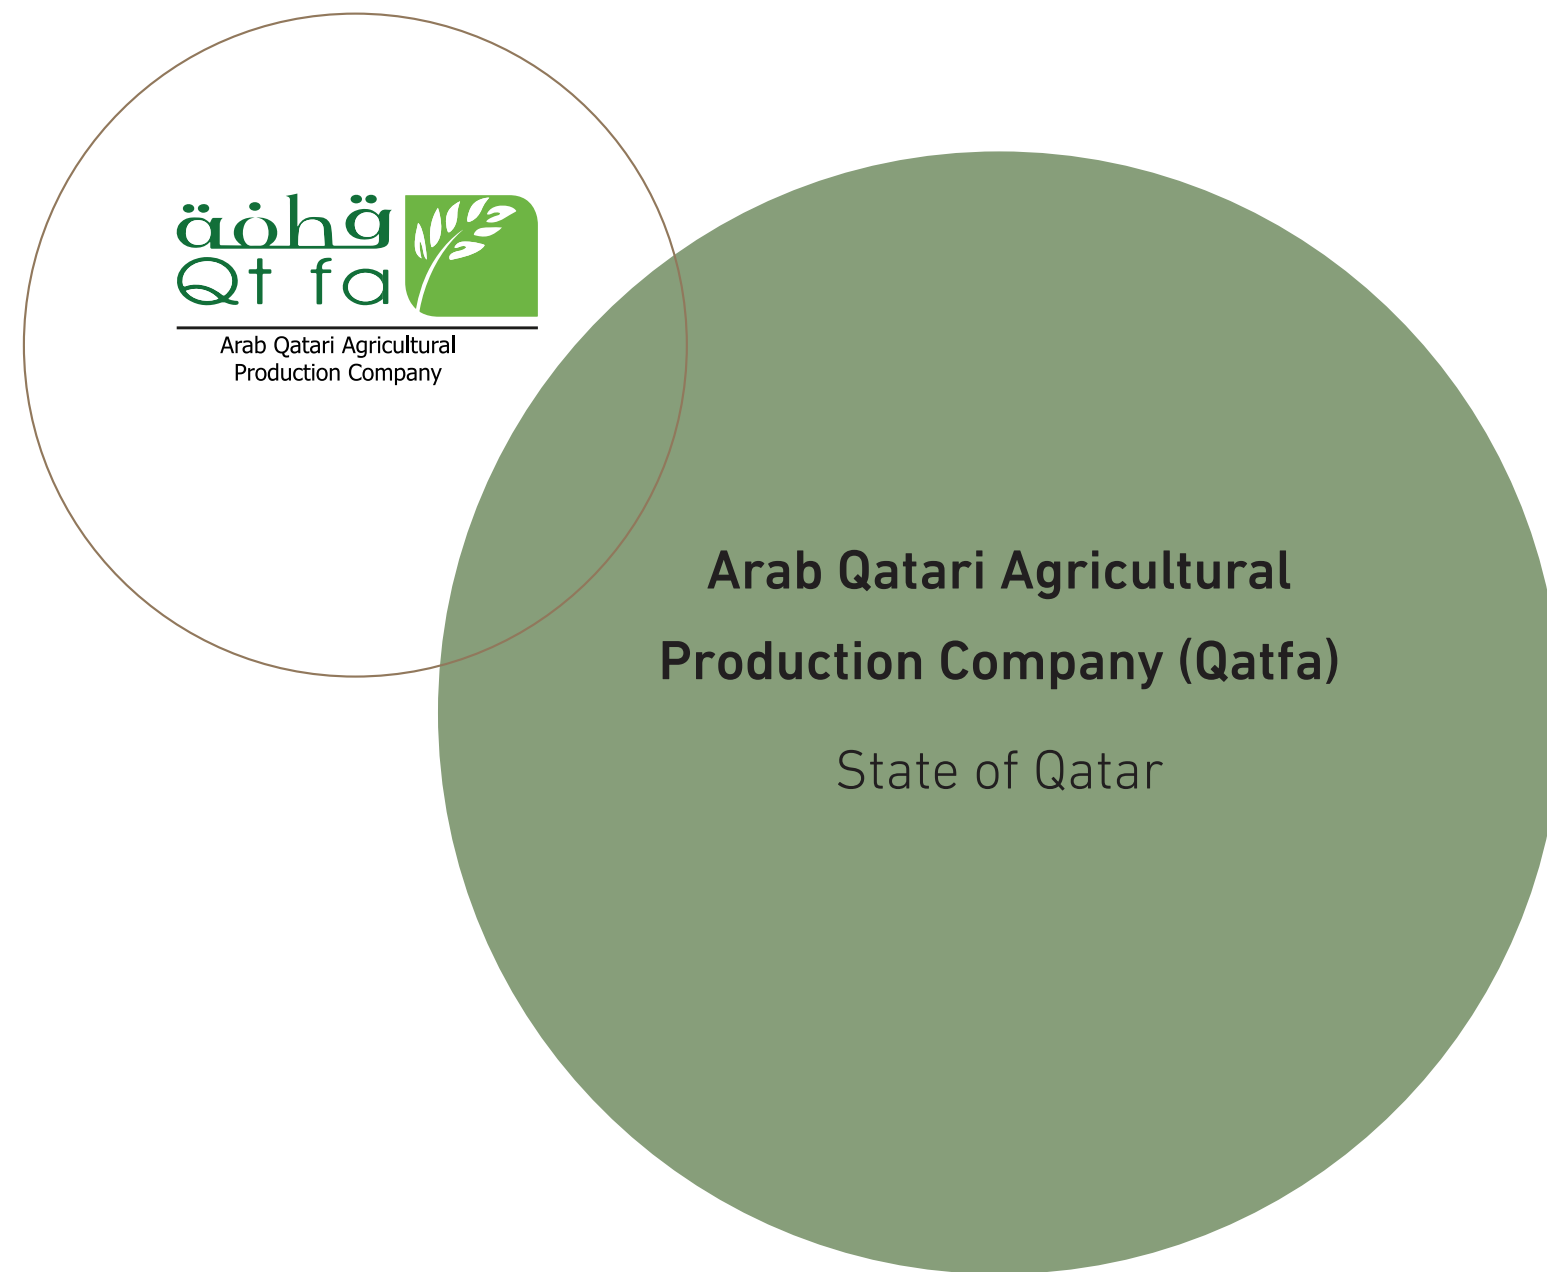 قطفة
Qt fa
Arab Qatari Agricultural
Production Company
Arab Qatari Agricultural
Production Company (Qatfa)
State of Qatar